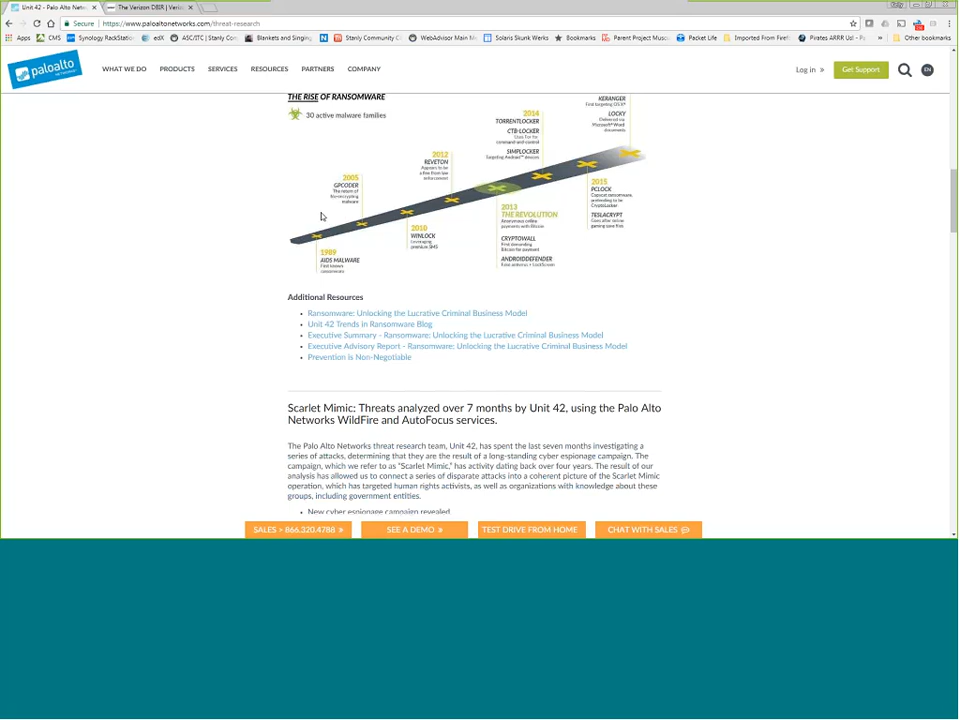 Unit 42 - Palo Alto Netw
The Verizon DBIR | Veriz
Secure
https://www.paloaltonetworks.com/threat-research
Apps
CMS
Synology RackStatio
edX
ASC/ITC | Stanly Con
Blankets and Singing
N
Stanly Community C
WebAdvisor Main M
Solaris Skunk Werks
Bookmarks
Parent Project Musc
Packet Life
Imported From Firef
Pirates ARRR Us! - Pa
»
Other bookmarks
paloalto
NETWORKS
WHAT WE DO
PRODUCTS
SERVICES
RESOURCES
PARTNERS
COMPANY
Log in »
Get Support
EN
THE RISE OF RANSOMWARE
30 active malware families
1989
AIDS MALWARE
First known
ransomware
2005
GPCODER
The return of
file-encrypting
malware
2010
WINLOCK
Leveraging
premium SMS
2012
REVETON
Appears to be
a fine from law
enforcement
2013
THE REVOLUTION
Anonymous online
payments with Bitcoin
CRYPTOWALL
First demanding
Bitcoin for payment
ANDROIDDEFENDER
2014
TORRENTLOCKER
CTB-LOCKER
Uses Tor for
command-and-control
SIMPLOCKER
Targeting Android™ devices
2015
PCLOCK
Copycat ransomware,
pretending to be
CryptoLocker
TESLACRYPT
Goes after online
gaming save files
KERANGER
First targeting OS X®
LOCKY
Delivered via
Microsoft® Word
documents
Additional Resources
Ransomware: Unlocking the Lucrative Criminal Business Model
Unit 42 Trends in Ransomware Blog
Executive Summary - Ransomware: Unlocking the Lucrative Criminal Business Model
Executive Advisory Report - Ransomware: Unlocking the Lucrative Criminal Business Model
Prevention is Non-Negotiable
Scarlet Mimic: Threats analyzed over 7 months by Unit 42, using the Palo Alto
Networks WildFire and AutoFocus services.
The Palo Alto Networks threat research team, Unit 42, has spent the last seven months investigating a
series of attacks, determining that they are the result of a long-standing cyber espionage campaign. The
campaign, which we refer to as "Scarlet Mimic," has activity dating back over four years. The result of our
analysis has allowed us to connect a series of disparate attacks into a coherent picture of the Scarlet Mimic
operation, which has targeted human rights activists, as well as organizations with knowledge about these
groups, including government entities.
New cyber espionage campaign revealed
SALES > 866.320.4788 »
SEE A DEMO »
TEST DRIVE FROM HOME
CHAT WITH SALES